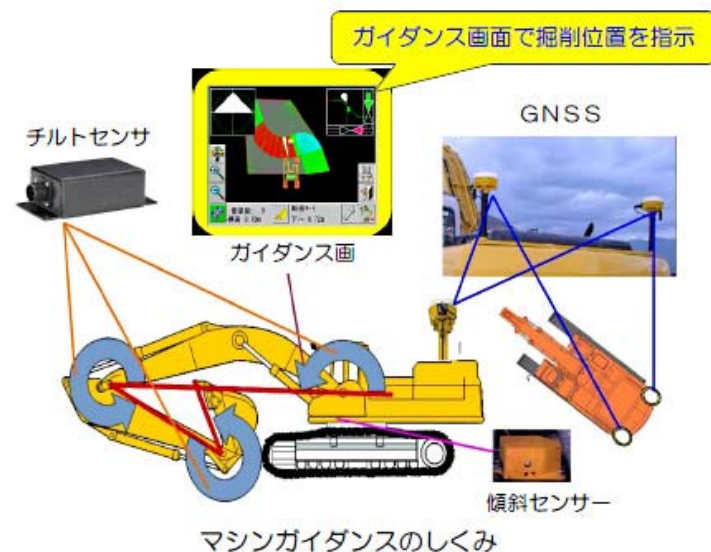 ガイダンス画面で掘削位置を指示
GNSS
チルトセンサ
ガイダンス画
傾斜センサー
マシンガイダンスのしくみ